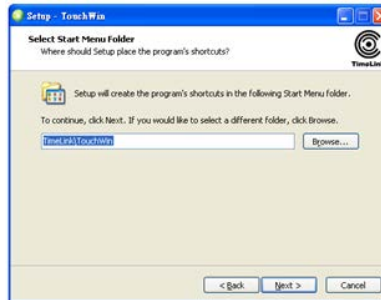 Setup - TouchWin
Select Start Menu Folder
Where should Setup place the program's shortcuts?
TimeLink
Setup will create the program's shortcuts in the following Start Menu folder.
To continue, click Next. If you would like to select a different folder, click Browse.
TimeLink\TouchWin
Browse...
< Back
Next >
Cancel